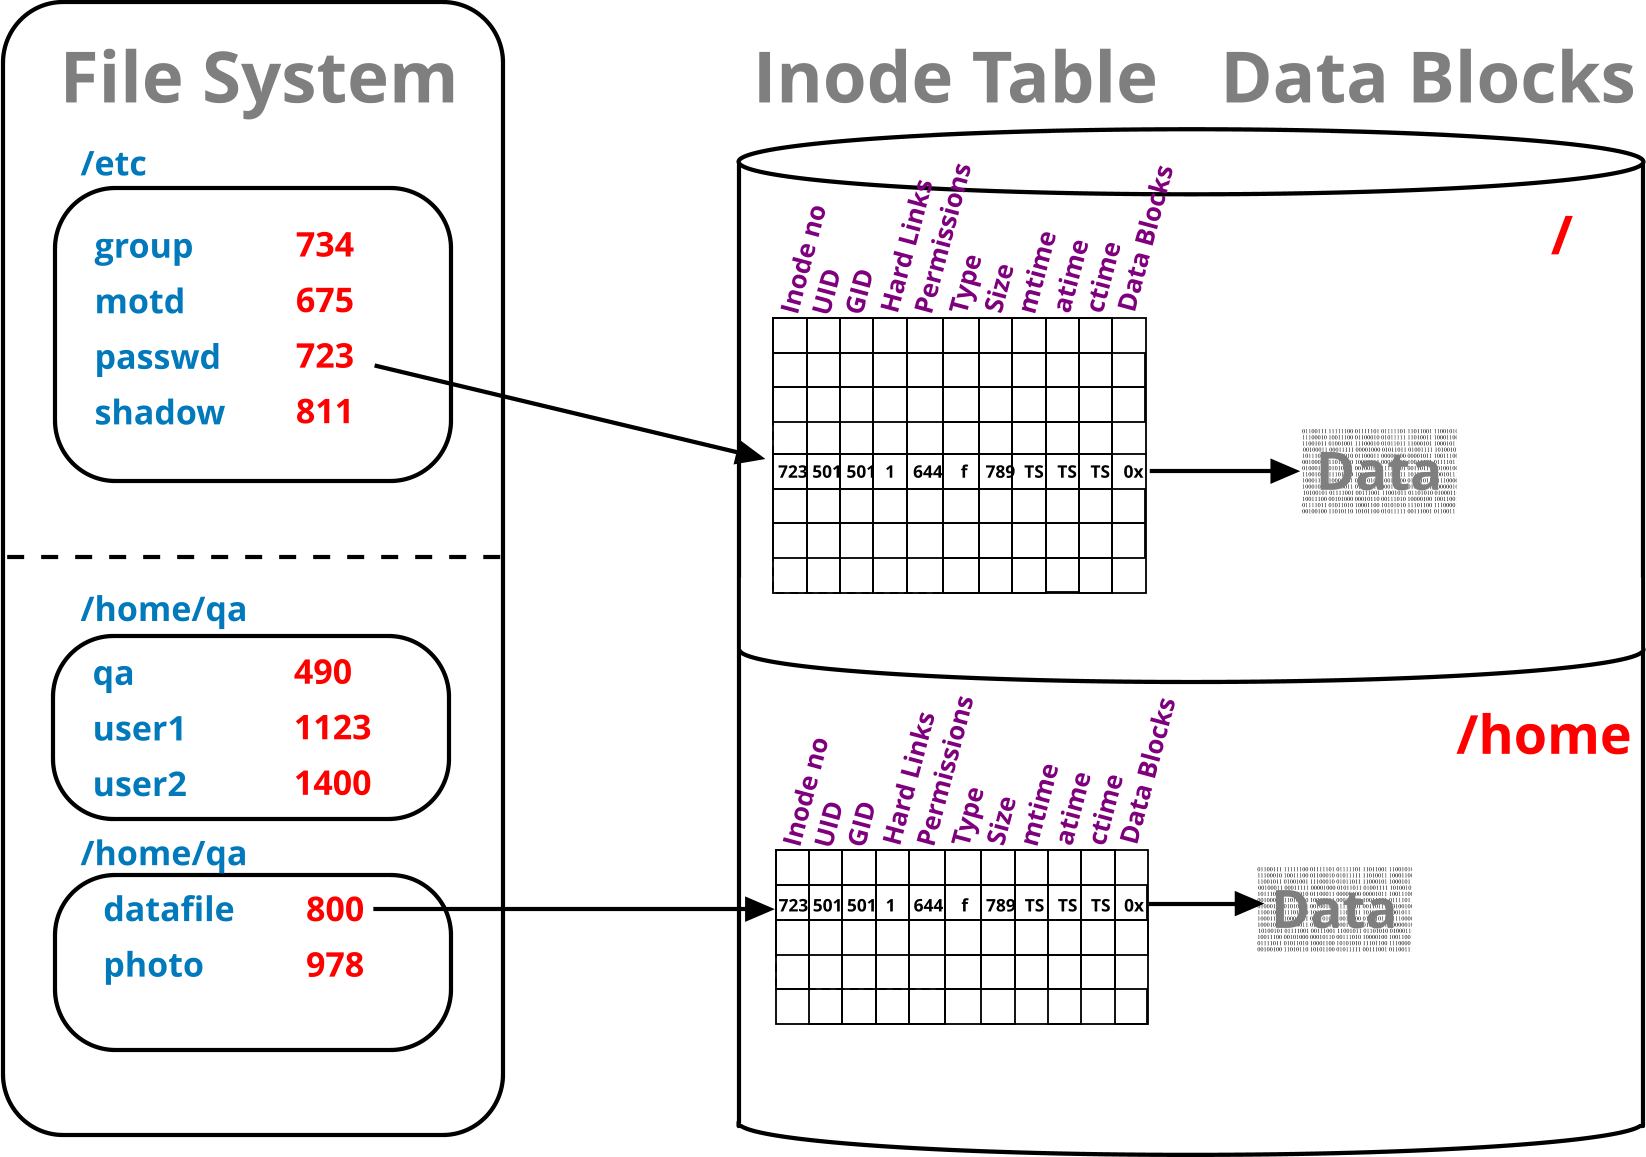 File System
Inode Table
Data Blocks
/etc
group 734
motd 675
passwd 723
shadow 811
/home/qa
qa 490
user1 1123
user2 1400
/home/qa
datafile 800
photo 978
/
Inode no
UID
GID
Hard Links
Permissions
Type
Size
mtime
atime
ctime
Data Blocks
723 501 501 1 644 f 789 TS TS TS 0x
Data
/home
Inode no
UID
GID
Hard Links
Permissions
Type
Size
mtime
atime
ctime
Data Blocks
723 501 501 1 644 f 789 TS TS TS 0x
Data